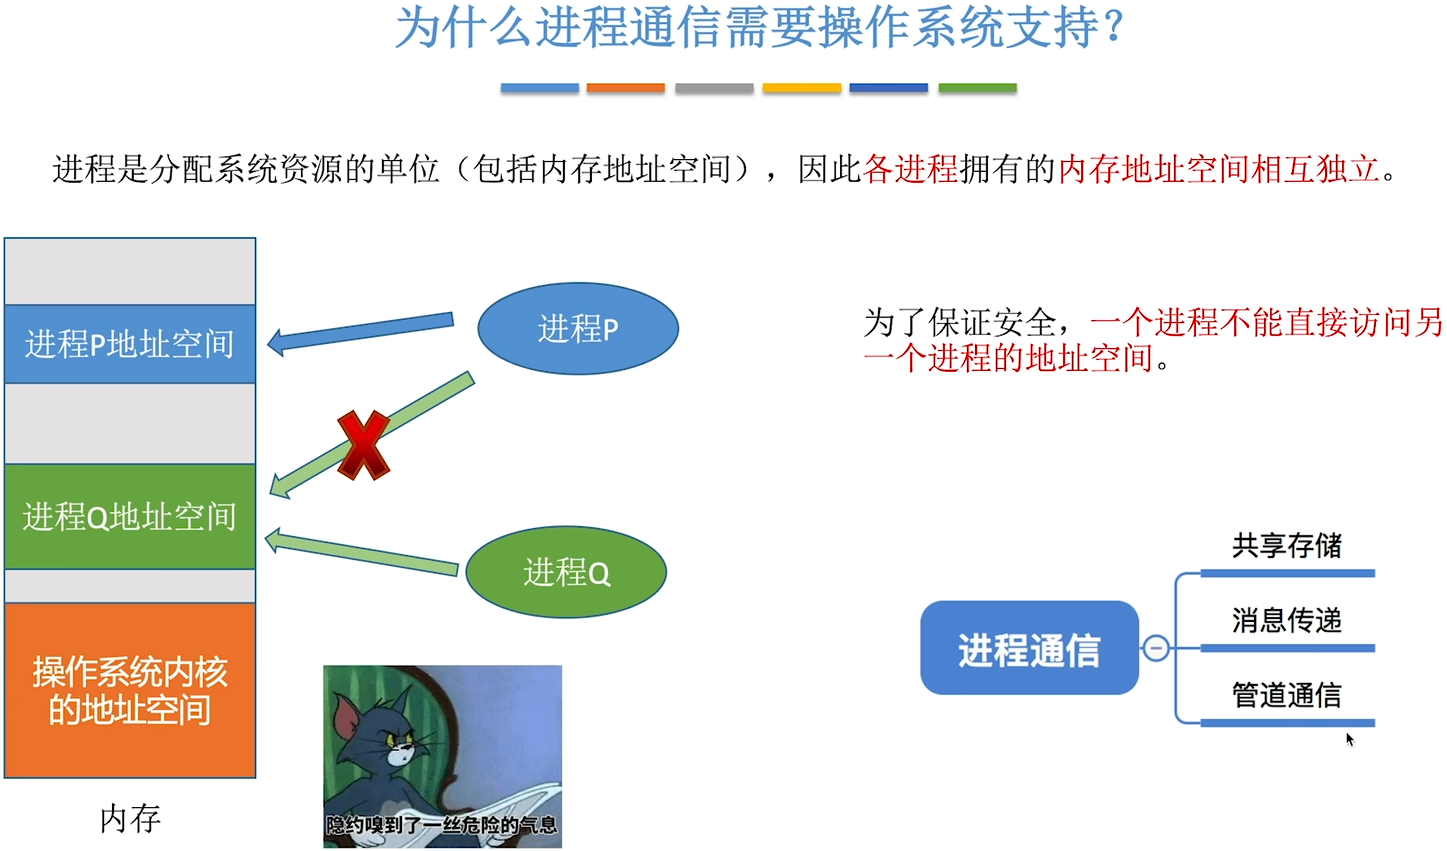 为什么进程通信需要操作系统支持？
进程是分配系统资源的单位（包括内存地址空间），因此各进程拥有的内存地址空间相互独立。
进程P地址空间
进程Q地址空间
操作系统内核
的地址空间
内存
进程P
进程Q
为了保证安全，一个进程不能直接访问另
一个进程的地址空间。
隐约嗅到了一丝危险的气息
进程通信
共享存储
消息传递
管道通信